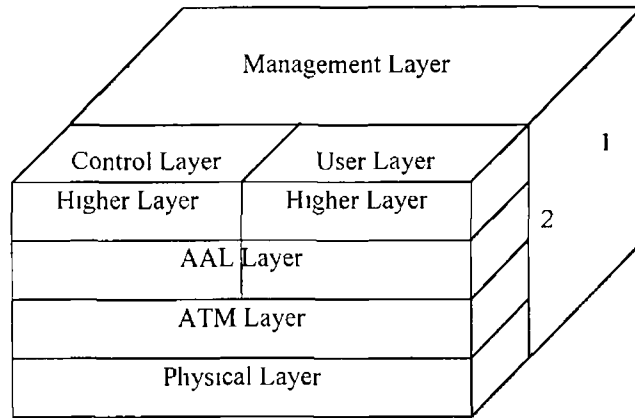 Management Layer
1
Control Layer
User Layer
Higher Layer
Higher Layer
2
AAL Layer
ATM Layer
Physical Layer